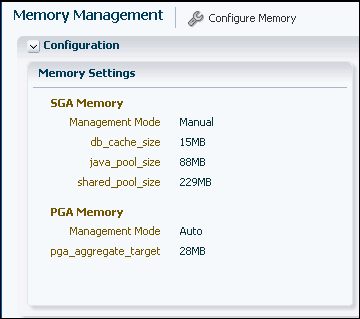 Memory Management Configure Memory
Configuration
Memory Settings
SGA Memory
Management Mode Manual
db_cache_size 15MB
java_pool_size 88MB
shared_pool_size 229MB
PGA Memory
Management Mode Auto
pga_aggregate_target 28MB